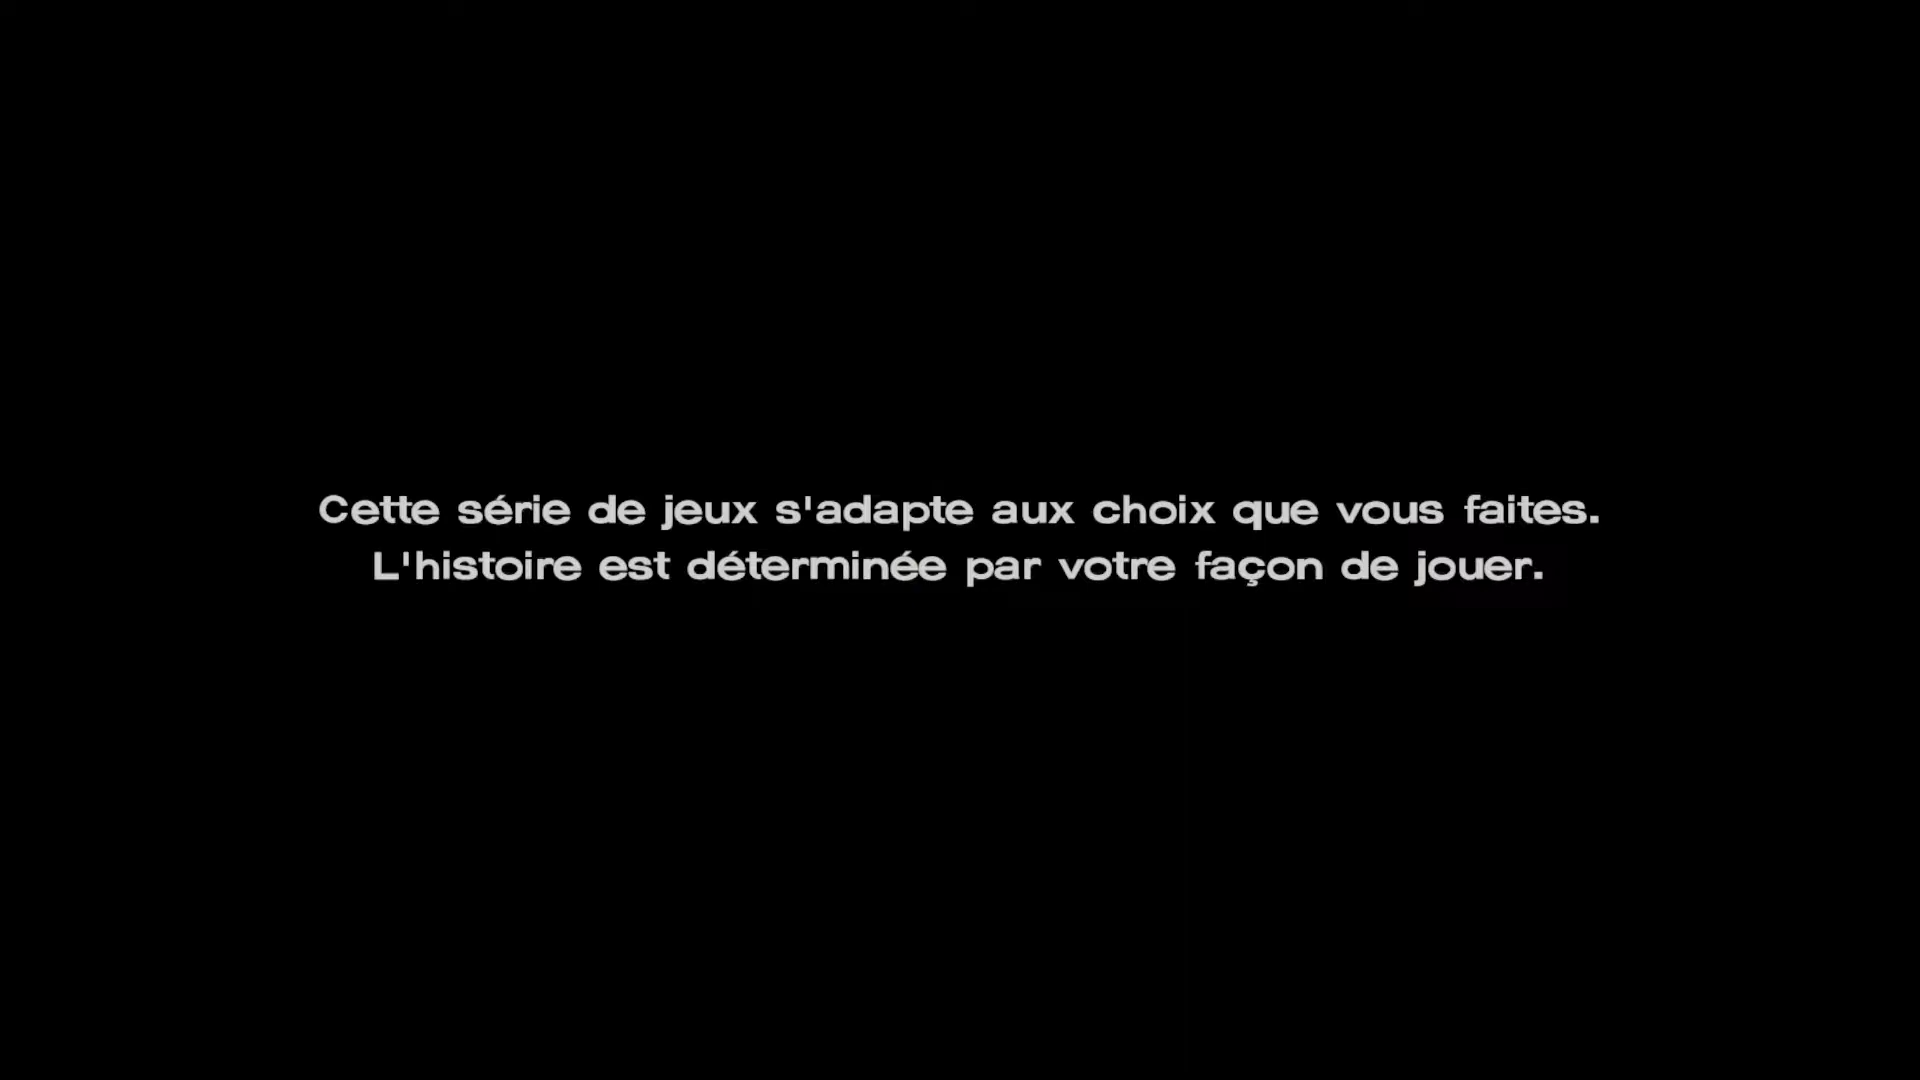 Cette série de jeux s'adapte aux choix que vous faites.
L'histoire est déterminée par votre façon de jouer.